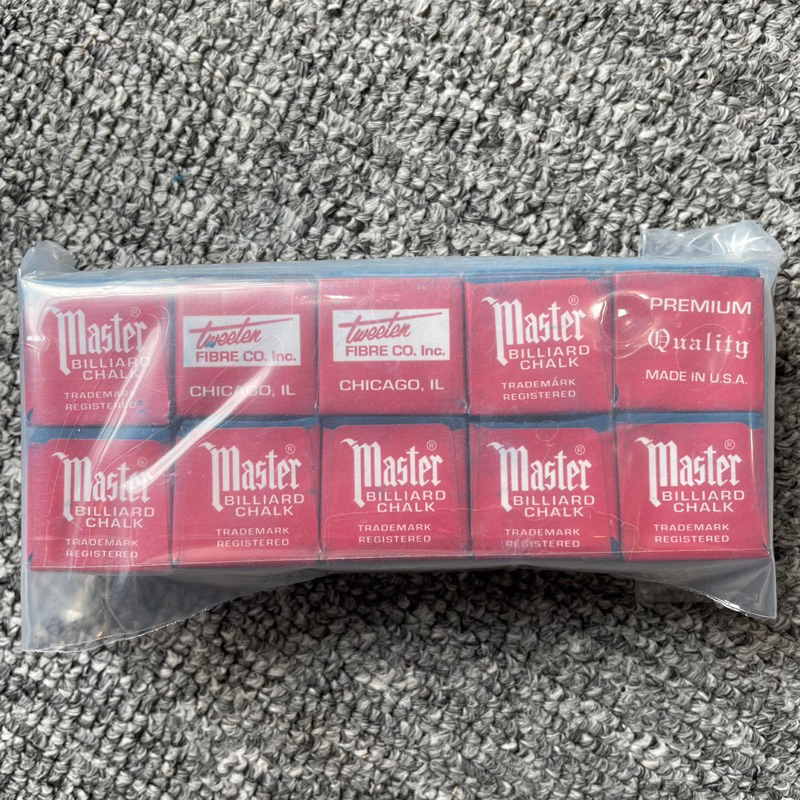 Master®
BILLIARD
CHALK
TRADEMARK
REGISTERED
tweeten
FIBRE CO. Inc.
CHICAGO, IL
tweeten
FIBRE CO. Inc.
CHICAGO, IL
Master®
BILLIARD
CHALK
TRADEMARK
REGISTERED
PREMIUM
Quality
MADE IN U.S.A.
Master®
BILLIARD
CHALK
TRADEMARK
REGISTERED
Master®
BILLIARD
CHALK
TRADEMARK
REGISTERED
Master®
BILLIARD
CHALK
TRADEMARK
REGISTERED
Master®
BILLIARD
CHALK
TRADEMARK
REGISTERED
Master®
BILLIARD
CHALK
TRADEMARK
REGISTERED